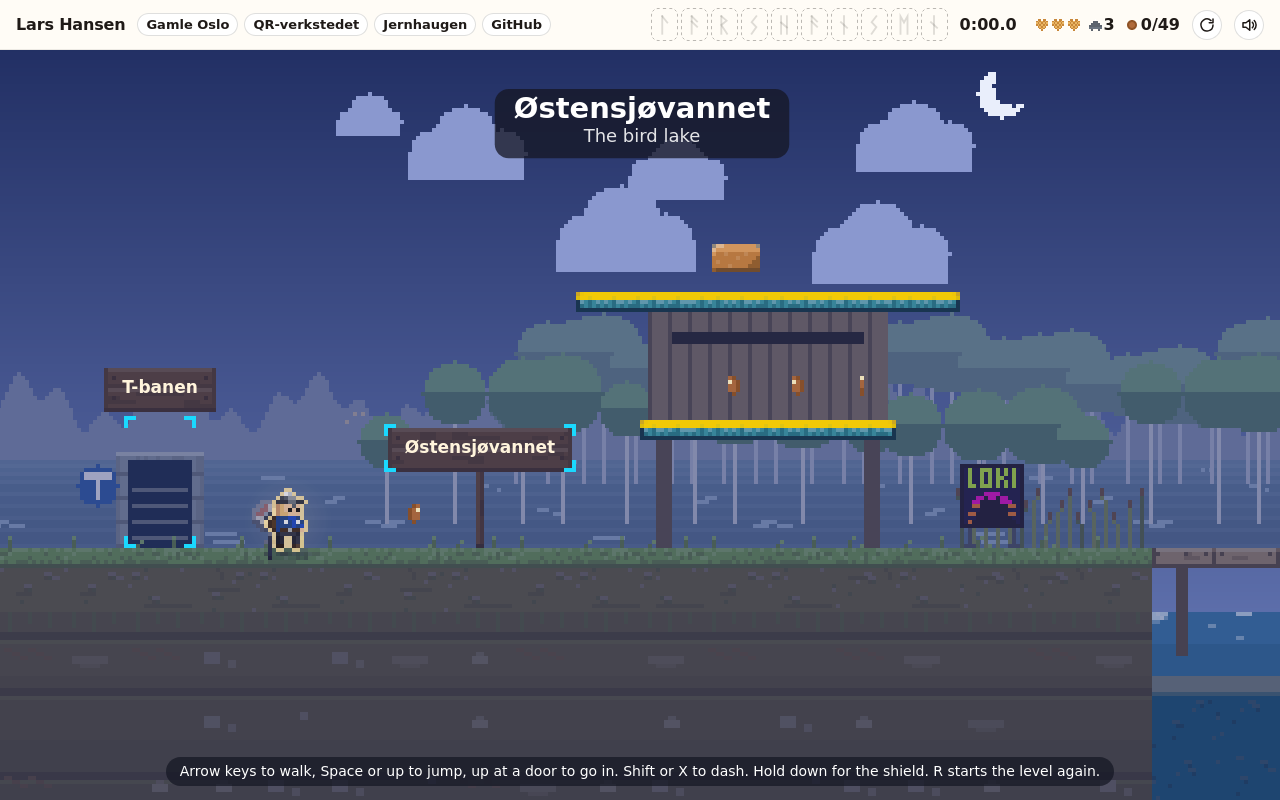 Lars Hansen
Gamle Oslo
QR-verkstedet
Jernhaugen
GitHub
ᚠᚨᚱᛊᚺᚨᚾᛊᛖᚾ
0:00.0
3
0/49
Østensjøvannet
The bird lake
T-banen
Østensjøvannet
T
LOKI
Arrow keys to walk, Space or up to jump, up at a door to go in. Shift or X to dash. Hold down for the shield. R starts the level again.